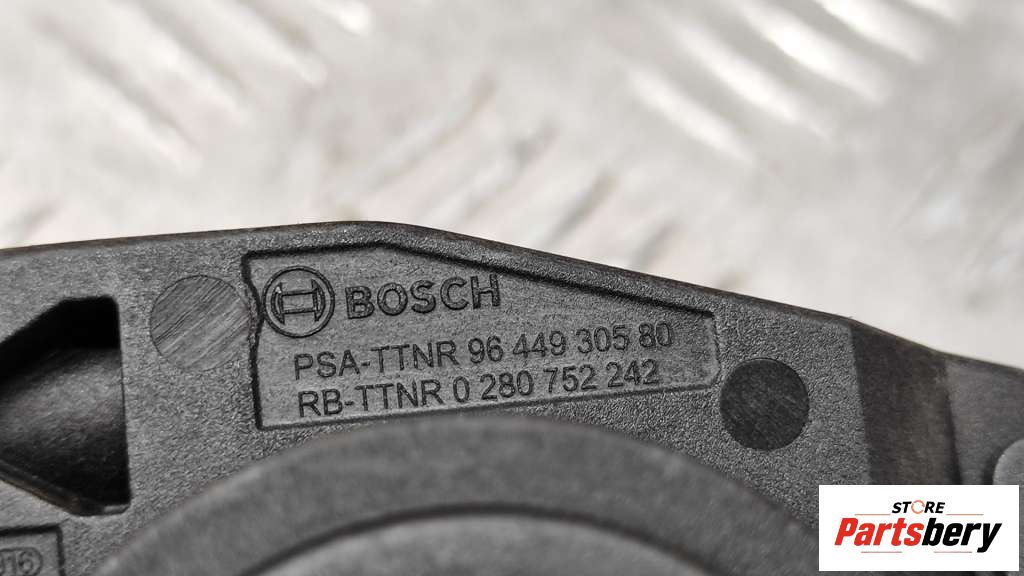 BOSCH
PSA-TTNR 96 449 305 80
RB-TTNR 0 280 752 242
STORE
Partsbery